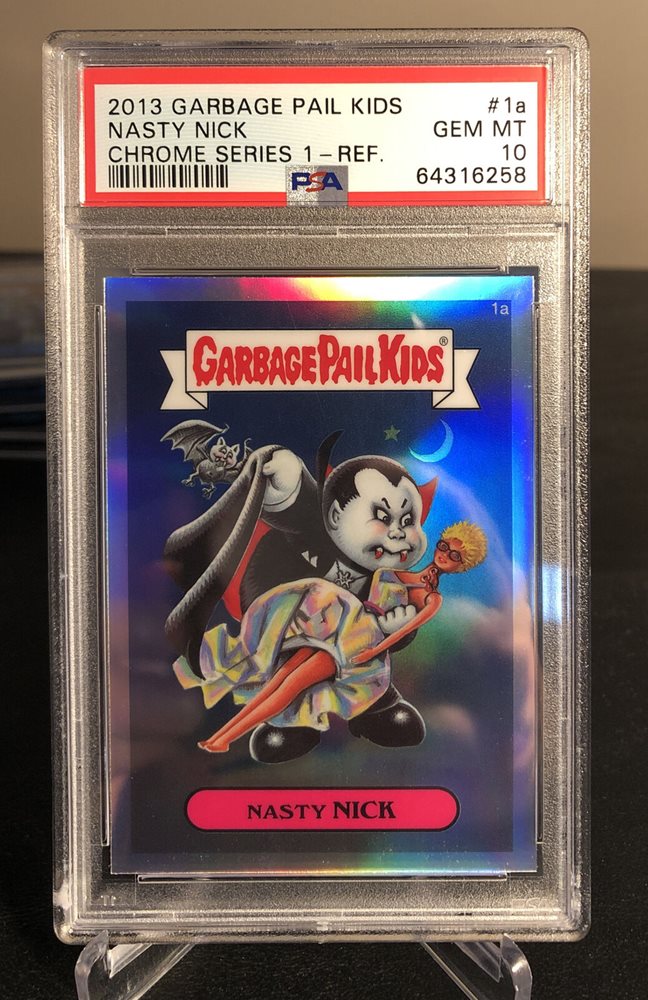 2013 GARBAGE PAIL KIDS #1a
NASTY NICK GEM MT
CHROME SERIES 1 - REF. 10
PSA 64316258
1a
GARBAGE PAIL KIDS®
NASTY NICK